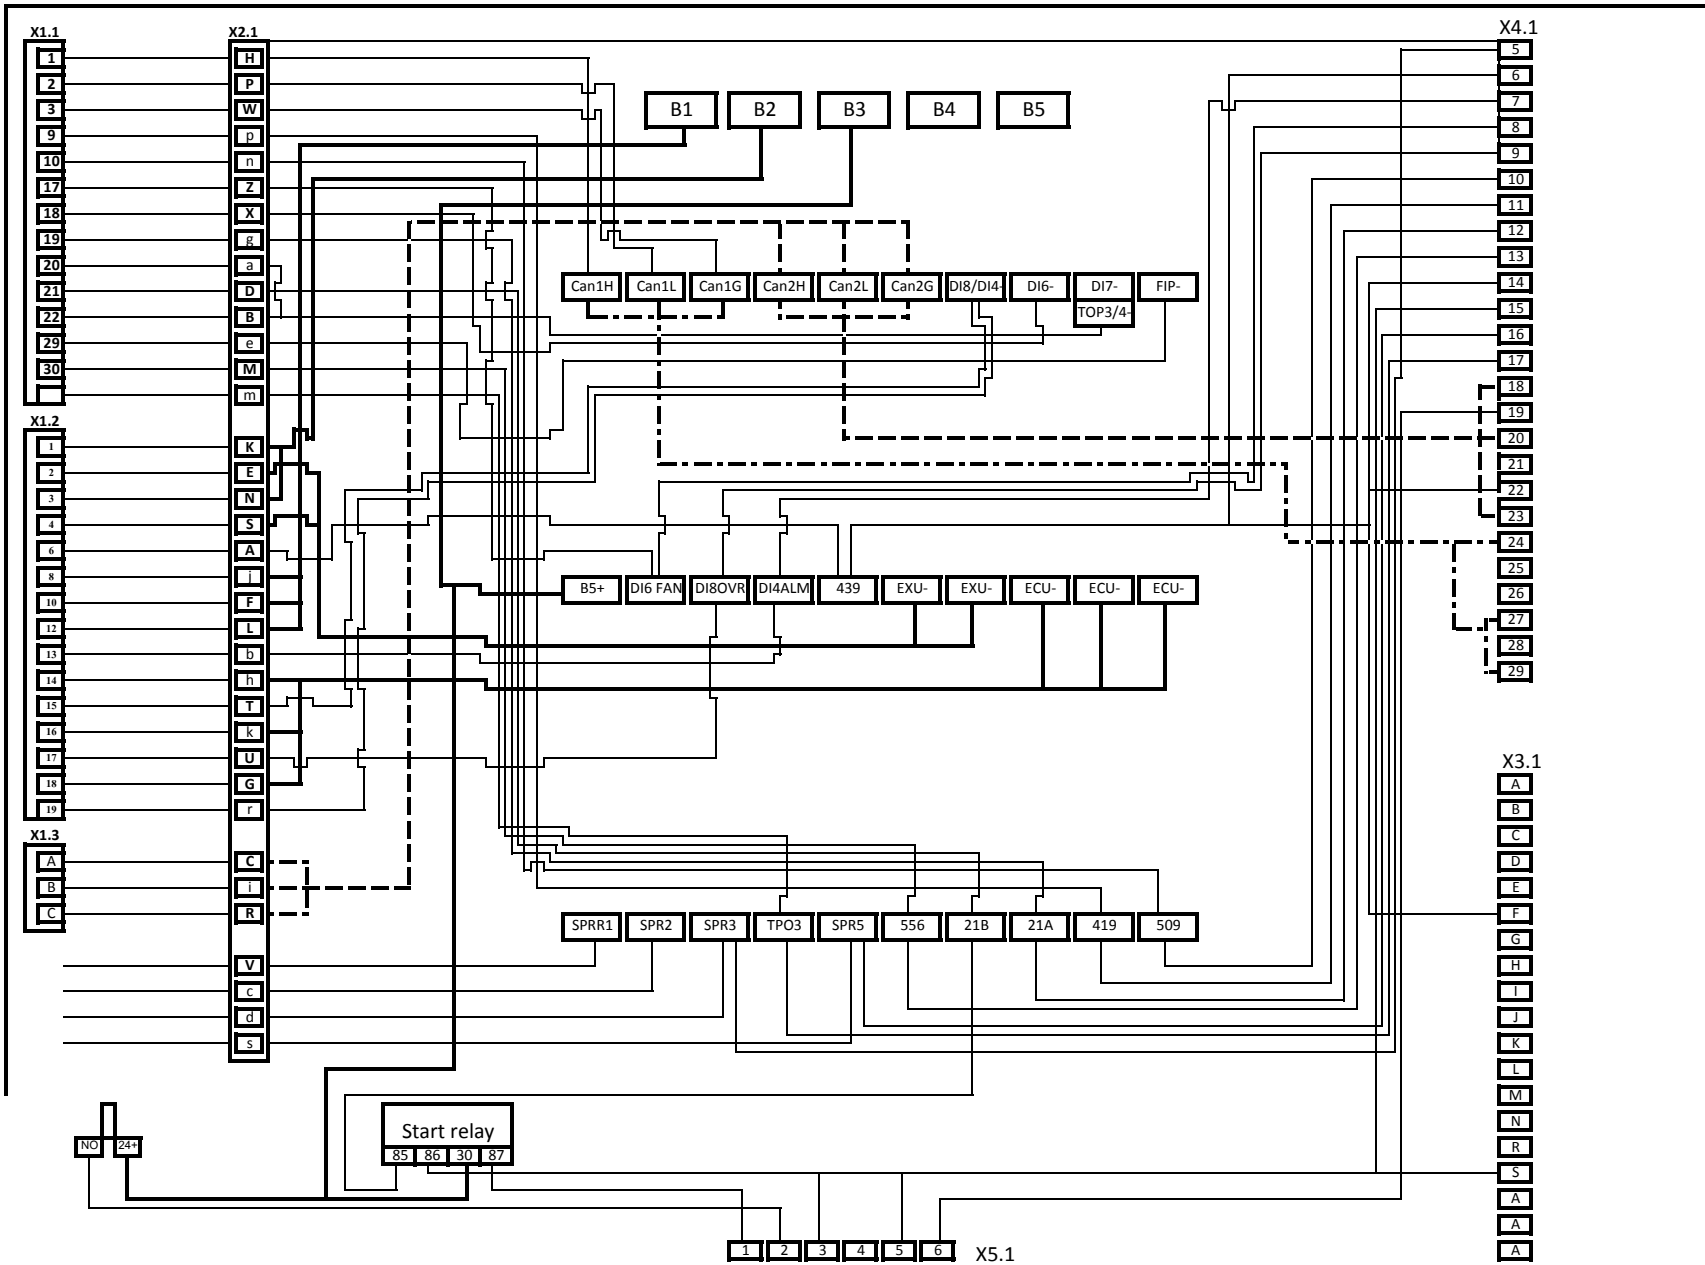 X1.1
1
2
3
9
10
17
18
19
20
21
22
29
30
X1.2
1
2
3
4
6
8
10
12
13
14
15
16
17
18
19
X1.3
A
B
C
X2.1
H
P
W
p
n
Z
X
g
a
D
B
e
M
m
K
E
N
S
A
j
F
L
b
h
T
k
U
G
r
C
i
R
V
c
d
s
B1 B2 B3 B4 B5
Can1H Can1L Can1G Can2H Can2L Can2G DI8/DI4- DI6- DI7- FIP-
TOP3/4-
B5+ DI6 FAN DI8OVR DI4ALM 439 EXU- EXU- ECU- ECU- ECU-
SPRR1 SPR2 SPR3 TPO3 SPR5 556 21B 21A 419 509
NO 24+
Start relay
85 86 30 87
1 2 3 4 5 6 X5.1
X4.1
5
6
7
8
9
10
11
12
13
14
15
16
17
18
19
20
21
22
23
24
25
26
27
28
29
X3.1
A
B
C
D
E
F
G
H
I
J
K
L
M
N
R
S
A
A
A